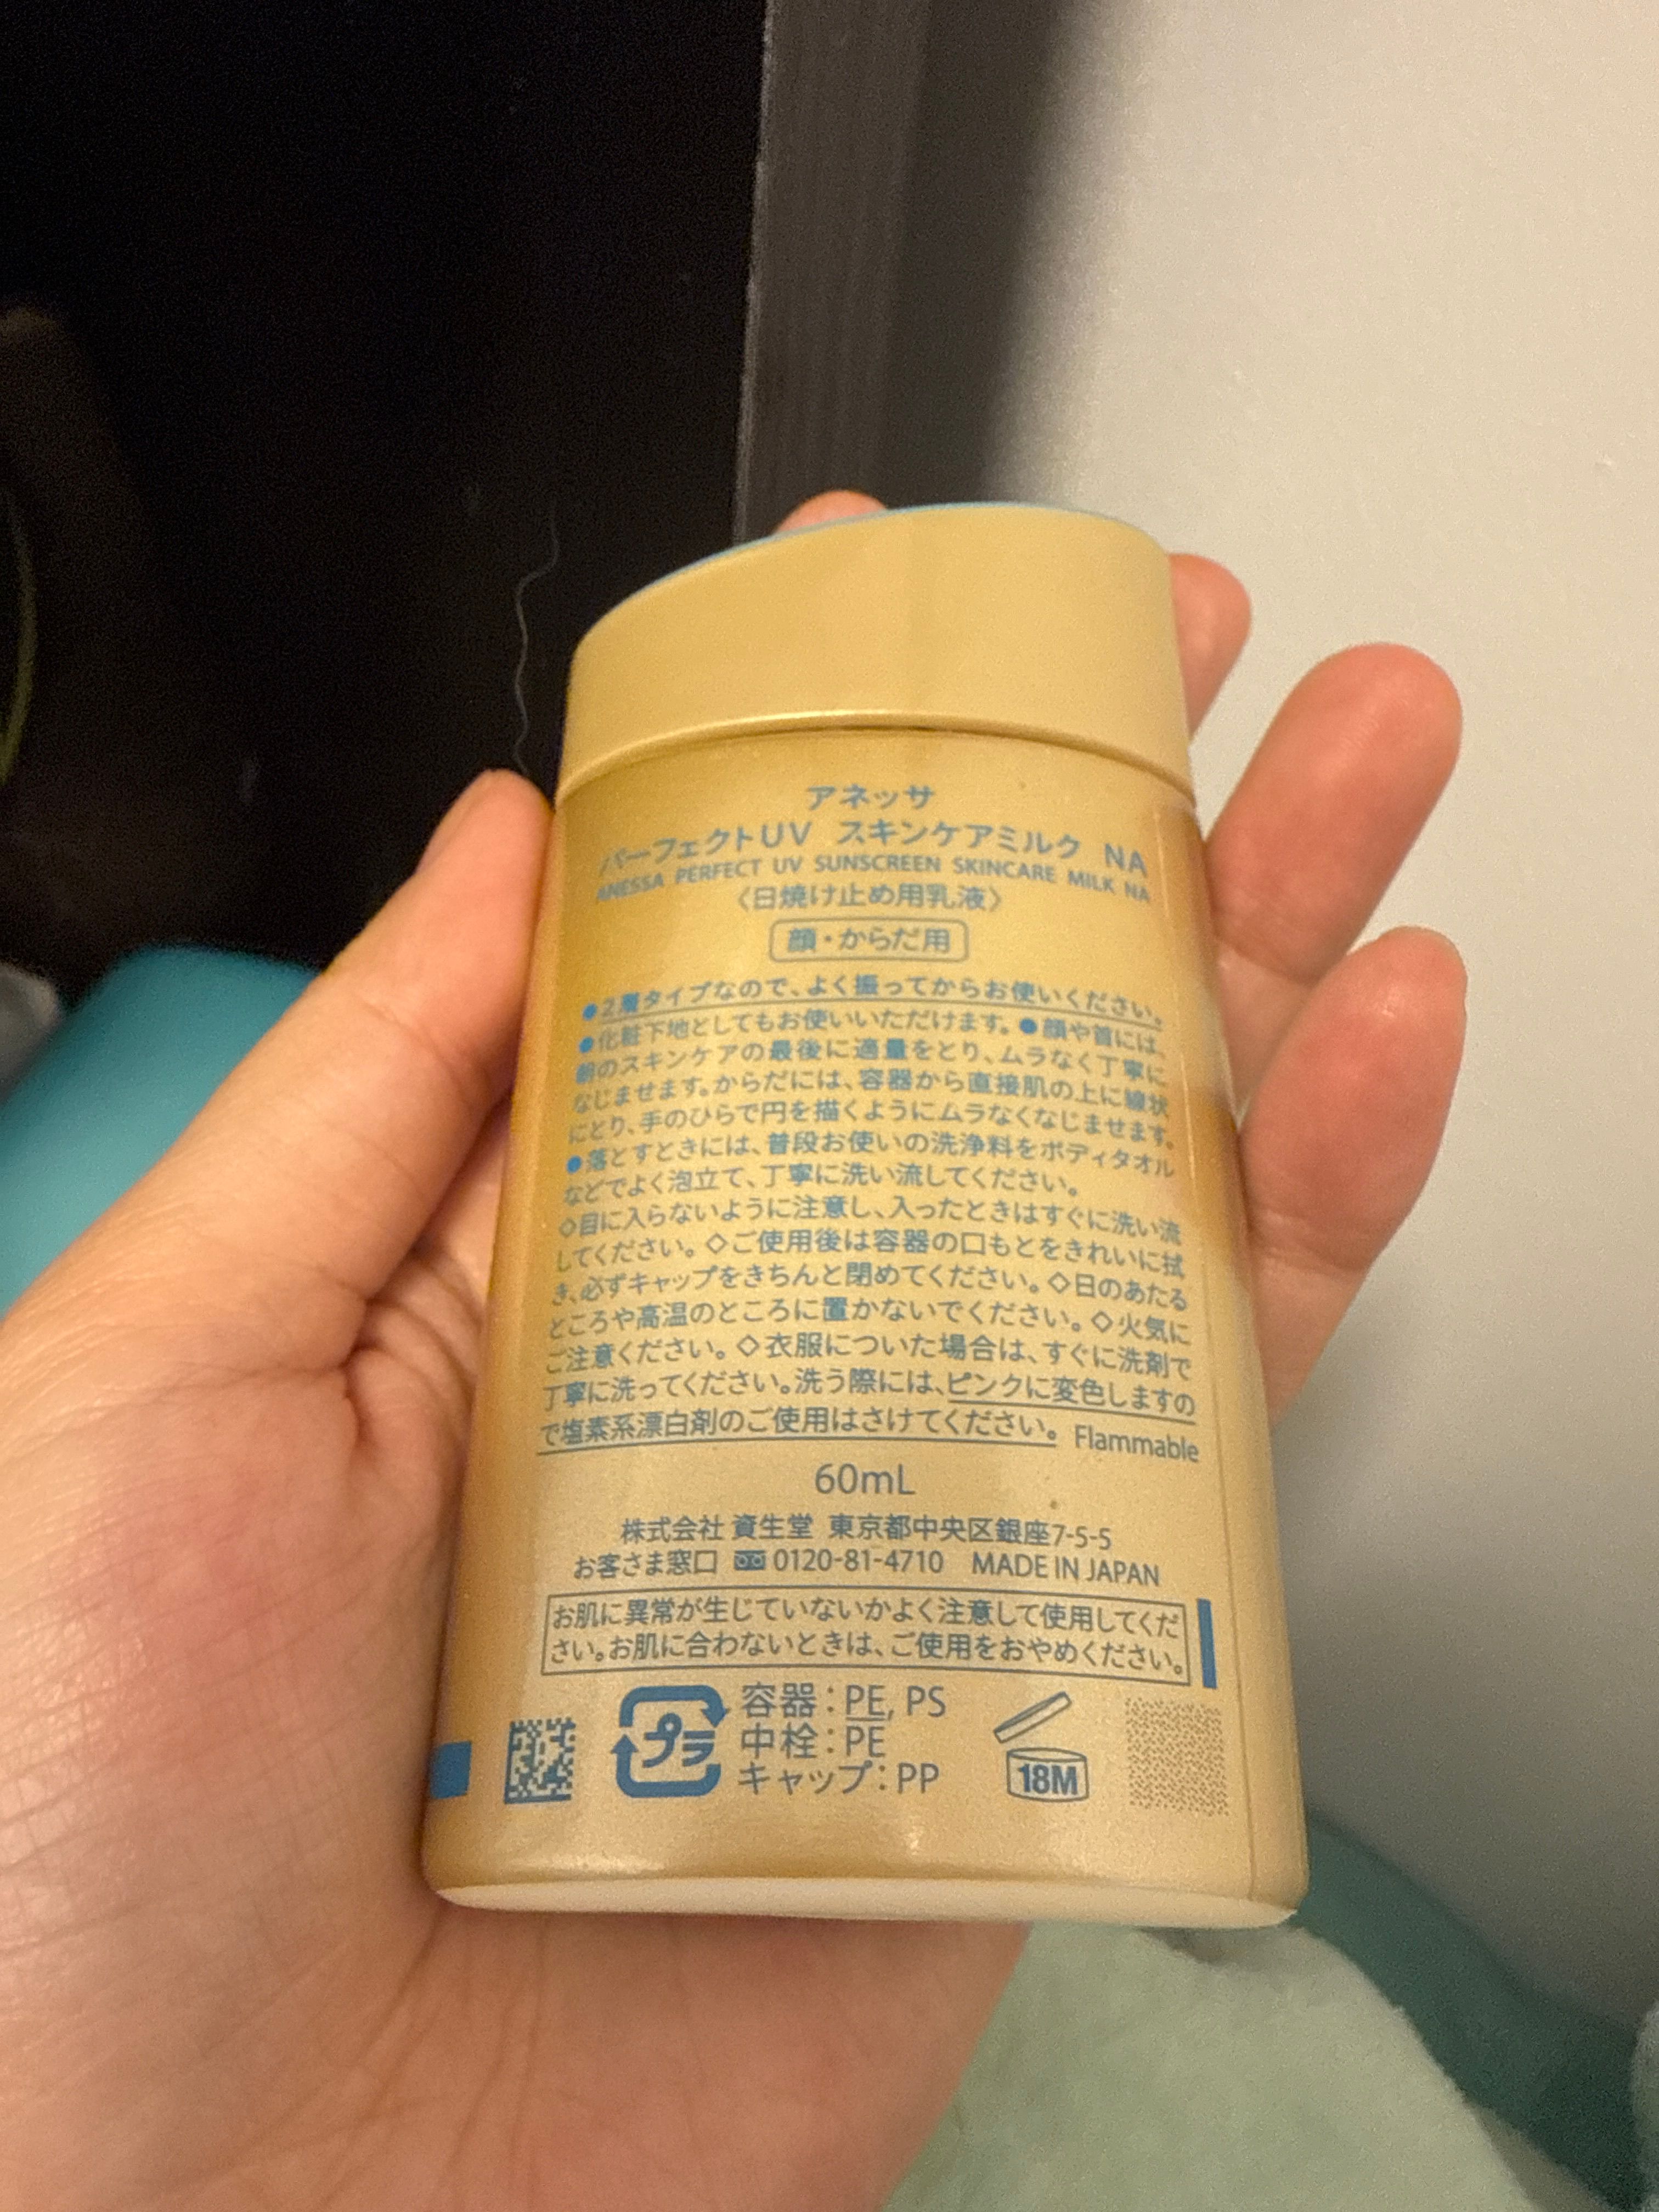 アネッサ
パーフェクトUV スキンケアミルク NA
ANESSA PERFECT UV SUNSCREEN SKINCARE MILK NA
〈日焼け止め用乳液〉
顔・からだ用
●2層タイプなので、よく振ってからお使いください。
●化粧下地としてもお使いいただけます。●顔や首には、
朝のスキンケアの最後に適量をとり、ムラなく丁寧に
なじませます。からだには、容器から直接肌の上に線状
にとり、手のひらで円を描くようにムラなくなじませます。
●落とすときには、普段お使いの洗浄料をボディタオル
などでよく泡立て、丁寧に洗い流してください。
◇目に入らないように注意し、入ったときはすぐに洗い流
してください。◇ご使用後は容器の口もとをきれいに拭
き、必ずキャップをきちんと閉めてください。◇日のあたる
ところや高温のところに置かないでください。◇火気に
ご注意ください。◇衣服についた場合は、すぐに洗剤で
丁寧に洗ってください。洗う際には、ピンクに変色しますの
で塩素系漂白剤のご使用はさけてください。 Flammable
60mL
株式会社 資生堂 東京都中央区銀座7-5-5
お客さま窓口 0120-81-4710 MADE IN JAPAN
お肌に異常が生じていないかよく注意して使用してくだ
さい。お肌に合わないときは、ご使用をおやめください。
プラ
容器：PE, PS
中栓：PE
キャップ：PP
18M